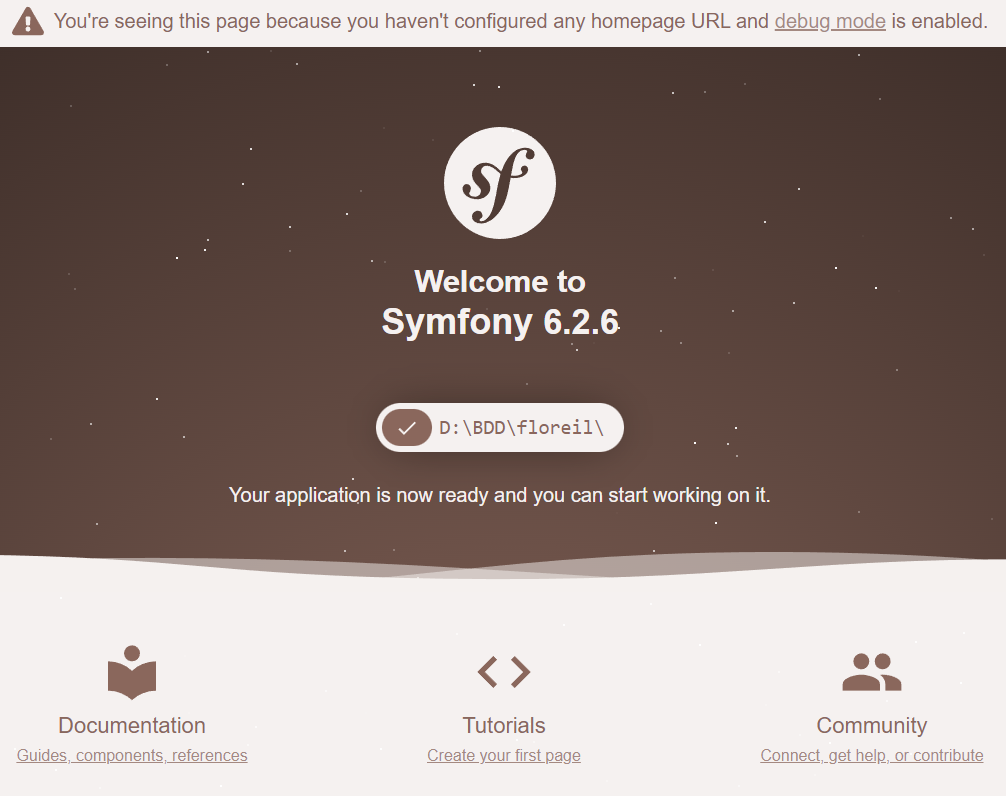 You're seeing this page because you haven't configured any homepage URL and debug mode is enabled.
sf
Welcome to
Symfony 6.2.6
D:\BDD\floreil\
Your application is now ready and you can start working on it.
Documentation
Guides, components, references
Tutorials
Create your first page
Community
Connect, get help, or contribute